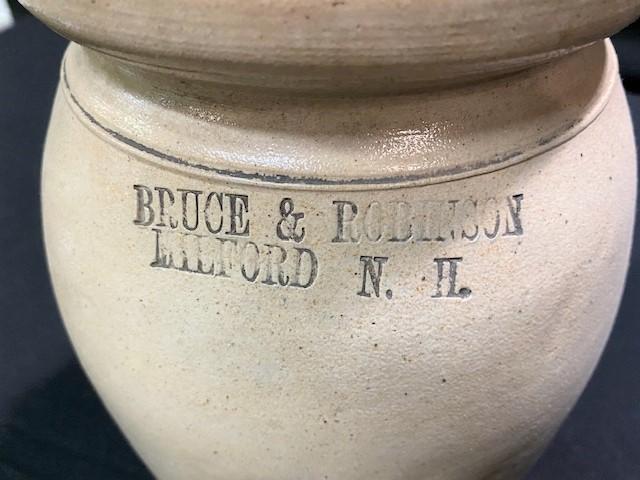 BRUCE & ROBINSON
MILFORD N. H.